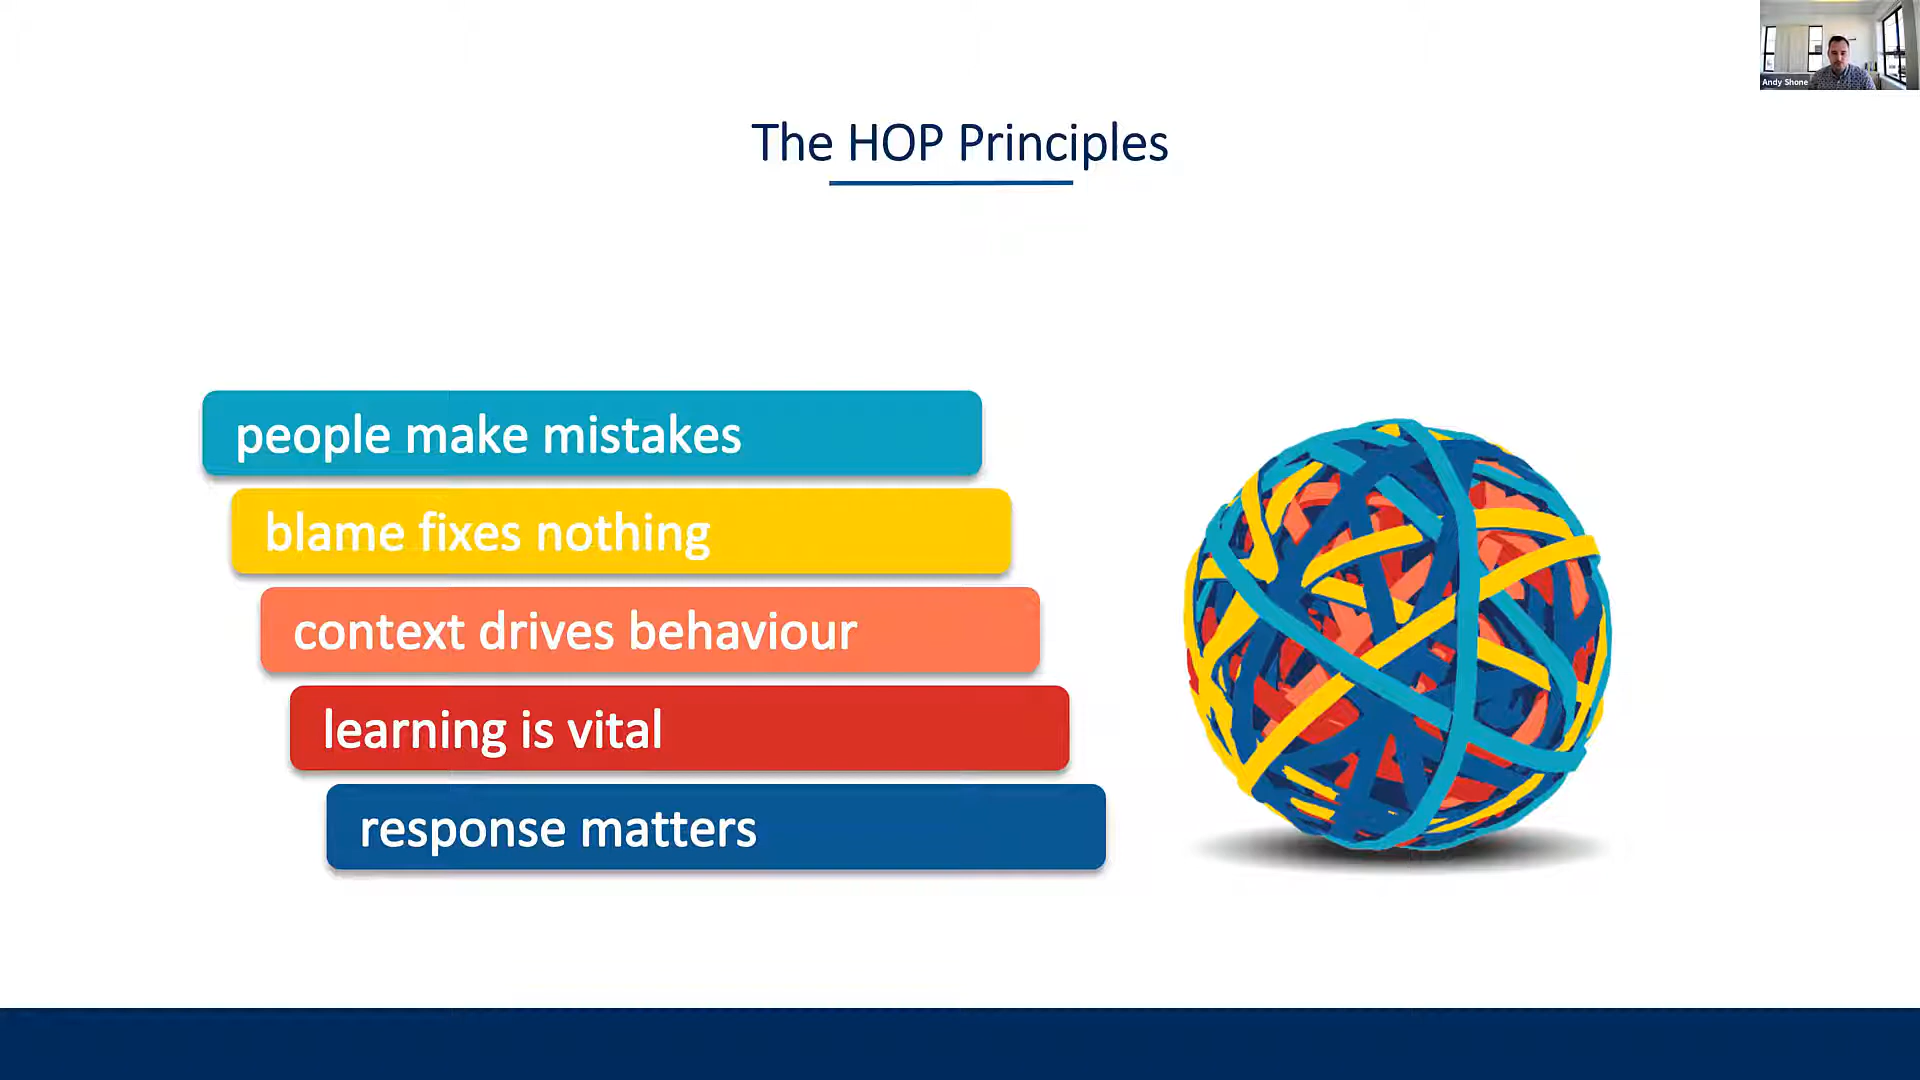 Andy Shone
The HOP Principles
people make mistakes
blame fixes nothing
context drives behaviour
learning is vital
response matters